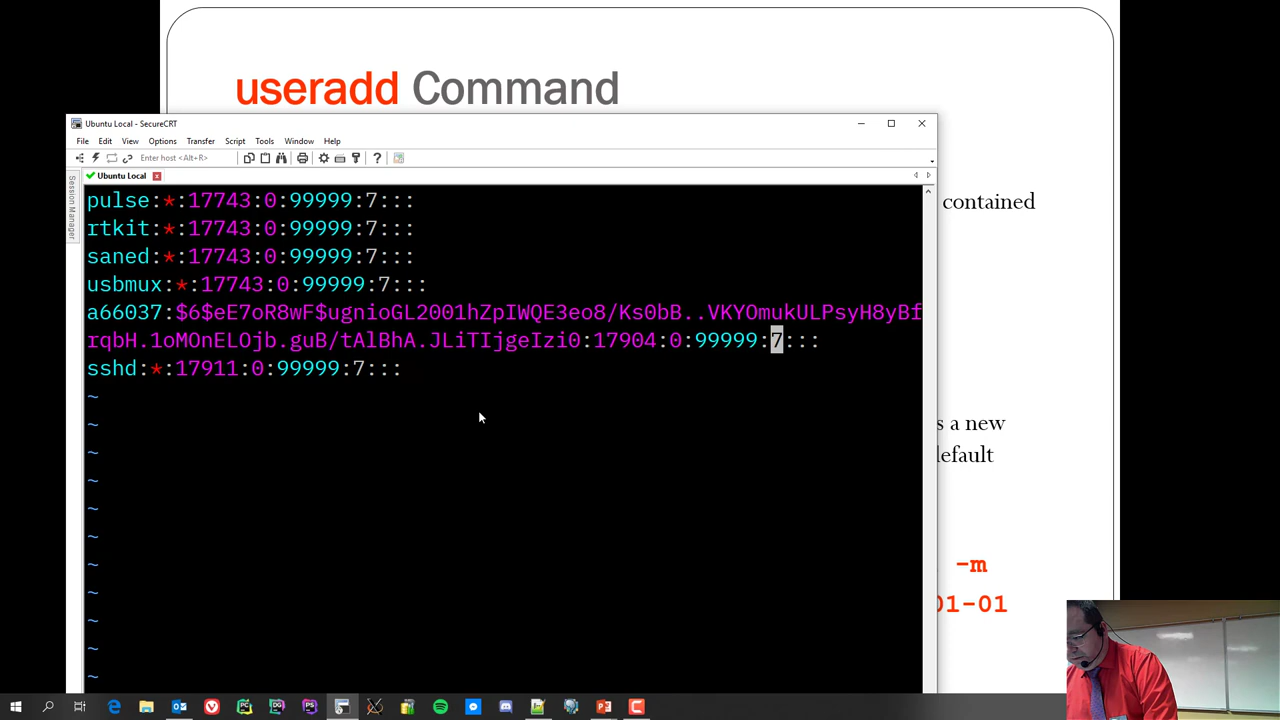 useradd Command
Ubuntu Local - SecureCRT
File Edit View Options Transfer Script Tools Window Help
Enter host <Alt+R>
Ubuntu Local
Session Manager
pulse:*:17743:0:99999:7:::
rtkit:*:17743:0:99999:7:::
saned:*:17743:0:99999:7:::
usbmux:*:17743:0:99999:7:::
a66037:$6$eE7oR8wF$ugnioGL2001hZpIWQE3eo8/Ks0bB..VKYOmukULPsyH8yBf
rqbH.1oMOnELOjb.guB/tAlBhA.JLiTIjgeIzi0:17904:0:99999:7:::
sshd:*:17911:0:99999:7:::
~
~
~
~
~
~
~
~
~
~
~
contained
s a new
default
-m
01-01